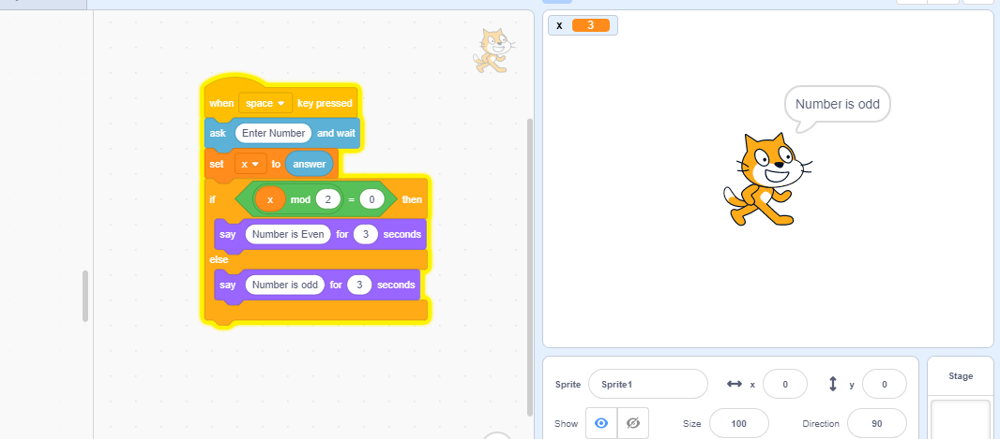 when space key pressed
ask Enter Number and wait
set x to answer
if x mod 2 = 0 then
say Number is Even for 3 seconds
else
say Number is odd for 3 seconds
x 3
Number is odd
Sprite Sprite1 x 0 y 0
Show Size 100 Direction 90
Stage